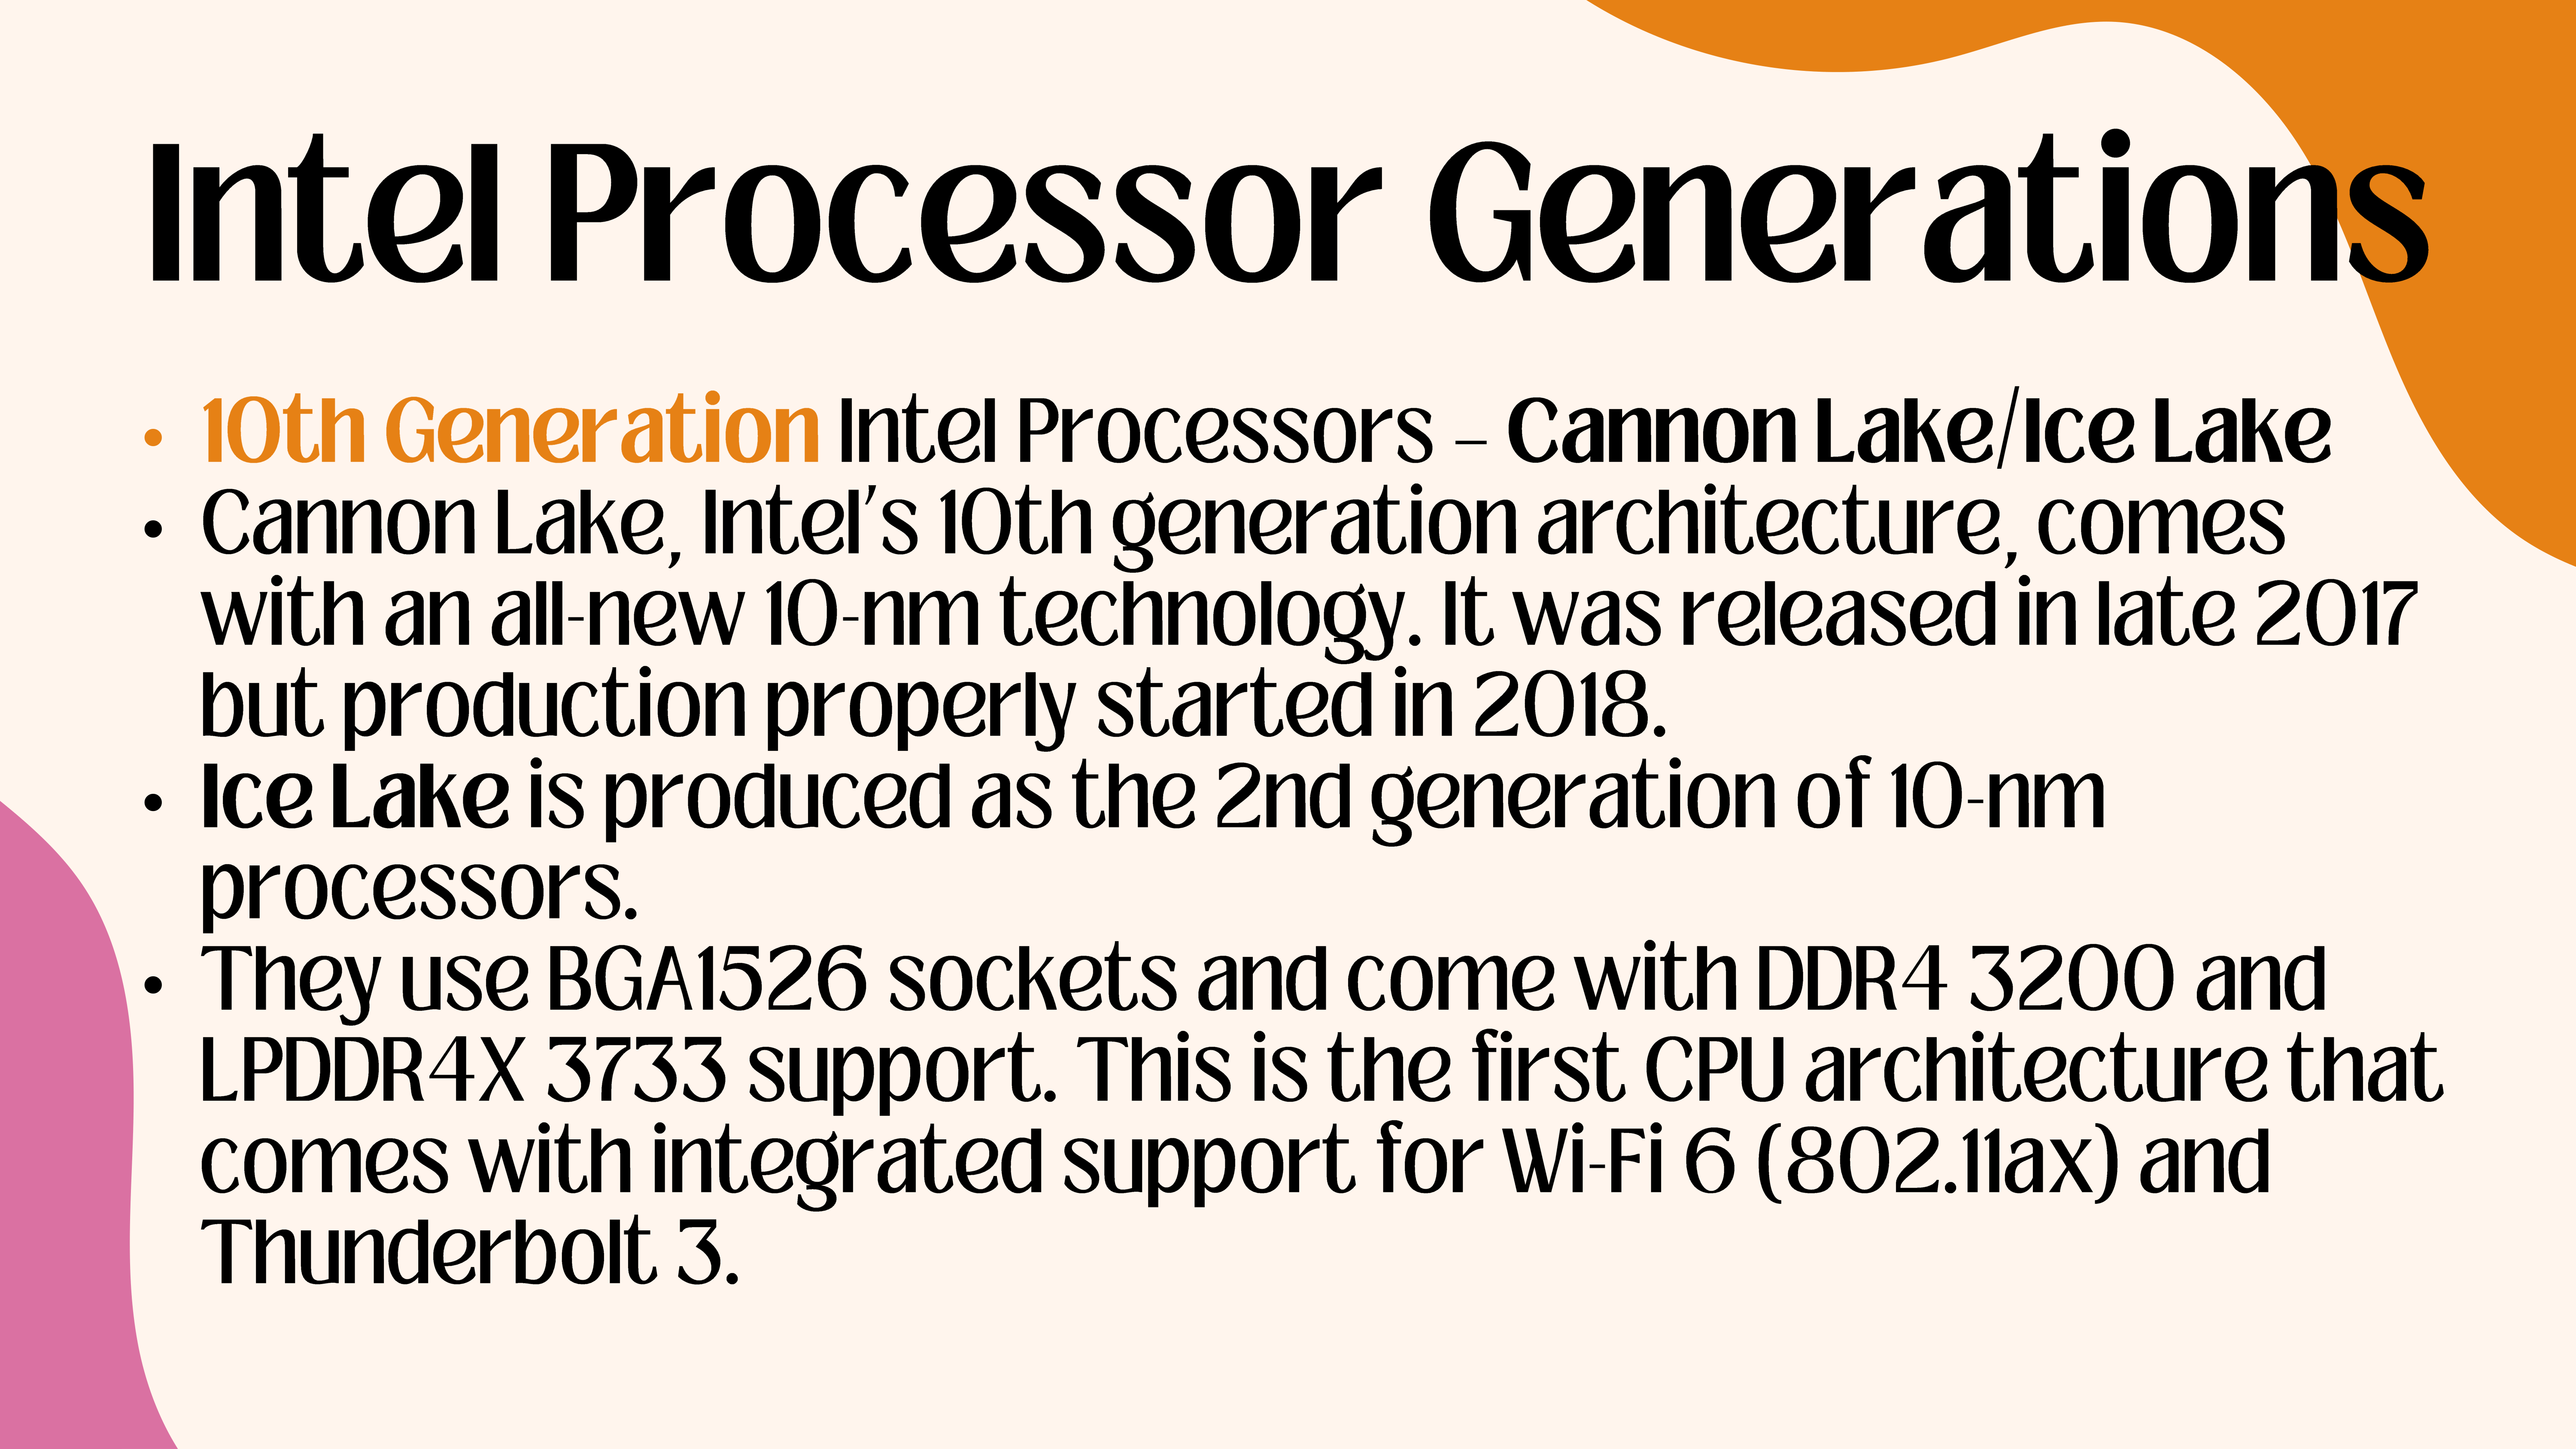 Intel Processor Generations
• 10th Generation Intel Processors – Cannon Lake/Ice Lake
• Cannon Lake, Intel's 10th generation architecture, comes
with an all-new 10-nm technology. It was released in late 2017
but production properly started in 2018.
• Ice Lake is produced as the 2nd generation of 10-nm
processors.
• They use BGA1526 sockets and come with DDR4 3200 and
LPDDR4X 3733 support. This is the first CPU architecture that
comes with integrated support for Wi-Fi 6 (802.11ax) and
Thunderbolt 3.